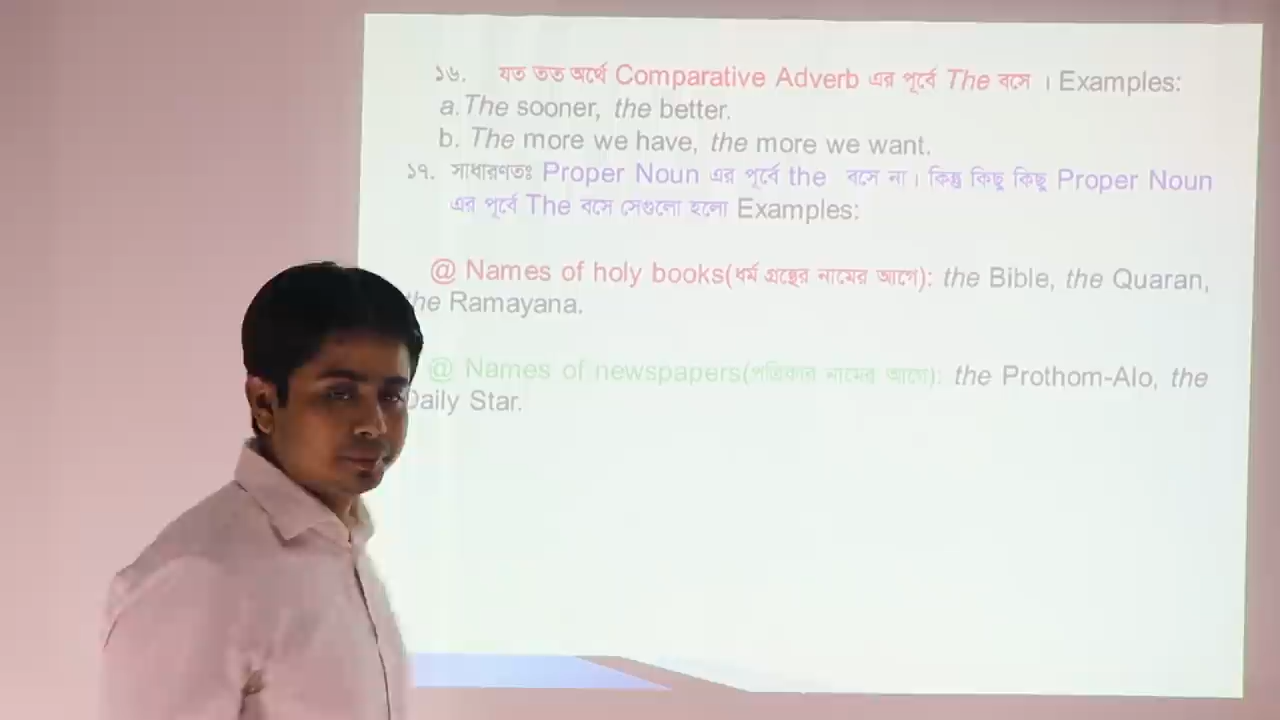 ১৬. যত তত অর্থে Comparative Adverb এর পূর্বে The বসে । Examples:
a. The sooner, the better.
b. The more we have, the more we want.
১৭. সাধারণতঃ Proper Noun এর পূর্বে the বসে না । কিন্তু কিছু কিছু Proper Noun
এর পূর্বে The বসে সেগুলো হলো Examples:
@ Names of holy books(ধর্ম গ্রন্থের নামের আগে): the Bible, the Quaran,
the Ramayana.
@ Names of newspapers(পত্রিকার নামের আগে): the Prothom-Alo, the
Daily Star.